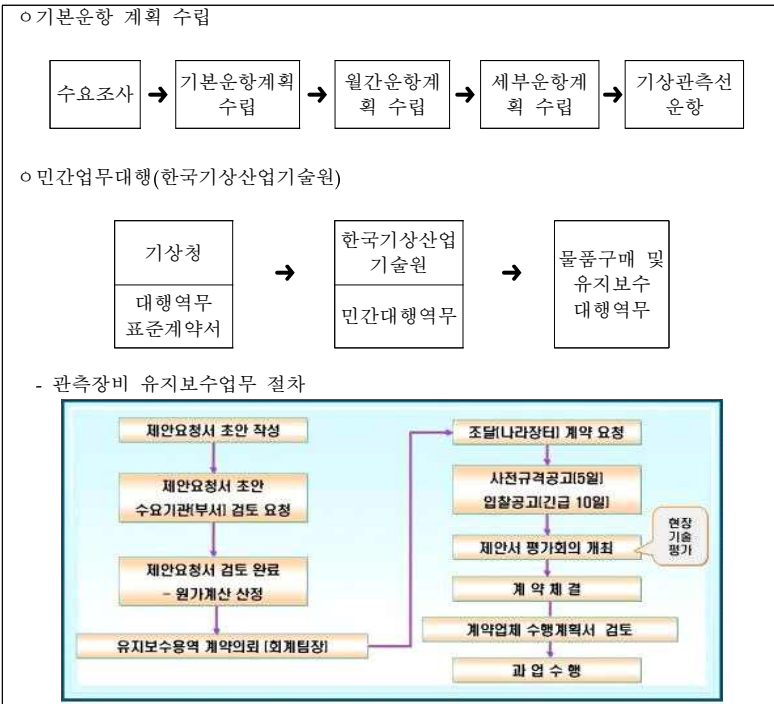 ㅇ기본운항 계획 수립
수요조사 ➔ 기본운항계획 ➔ 월간운항계 ➔ 세부운항계 ➔ 기상관측선
수립 획 수립 획 수립 운항
ㅇ민간업무대행(한국기상산업기술원)
기상청
대행역무
표준계약서
➔
한국기상산업
기술원
민간대행역무
➔
물품구매 및
유지보수
대행역무
- 관측장비 유지보수업무 절차
제안요청서 초안 작성
제안요청서 초안
수요기관(부서) 검토 요청
제안요청서 검토 완료
- 원가계산 산정
유지보수용역 계약의뢰 (회계팀장)
조달(나라장터) 계약 요청
사전규격공고(5일)
입찰공고(긴급 10일)
제안서 평가회의 개최
현장
기술
평가
계 약 체 결
계약업체 수행계획서 검토
과 업 수 행